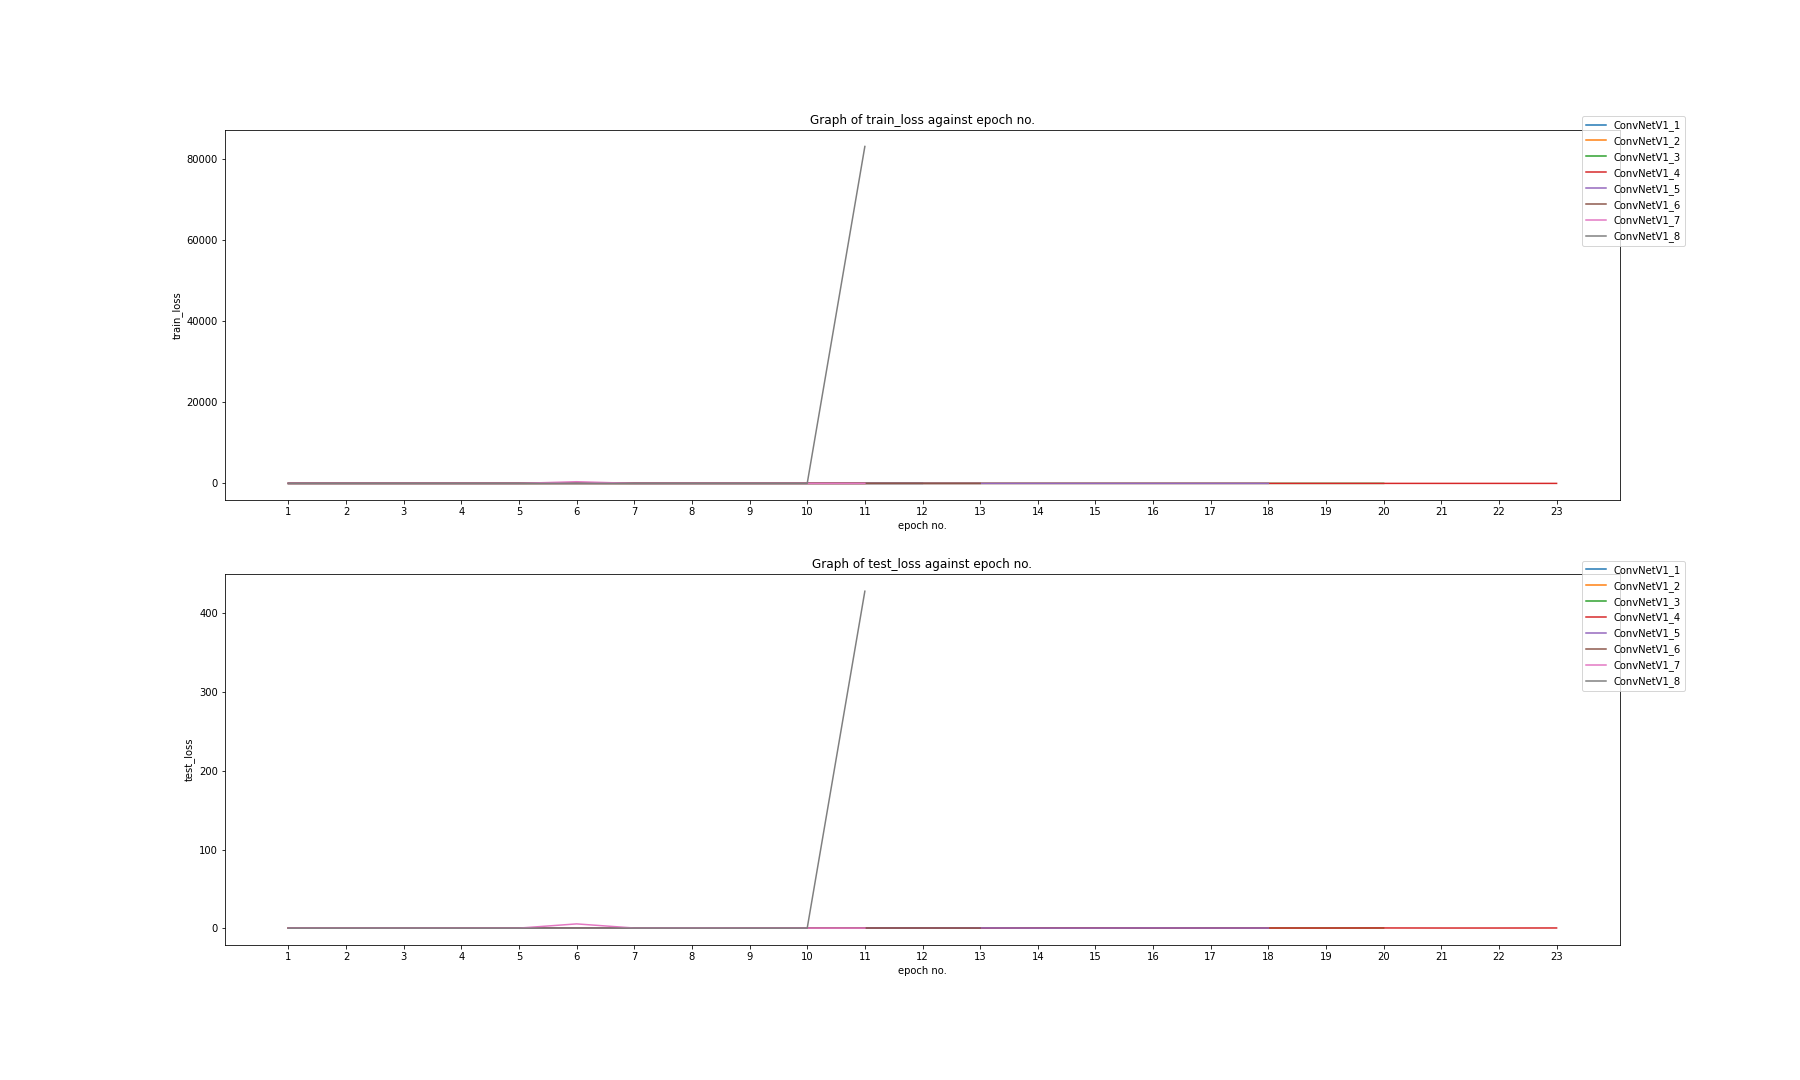 Graph of train_loss against epoch no.
ConvNetV1_1
ConvNetV1_2
ConvNetV1_3
ConvNetV1_4
ConvNetV1_5
ConvNetV1_6
ConvNetV1_7
ConvNetV1_8
80000
60000
40000
20000
0
train_loss
1 2 3 4 5 6 7 8 9 10 11 12 13 14 15 16 17 18 19 20 21 22 23
epoch no.
Graph of test_loss against epoch no.
ConvNetV1_1
ConvNetV1_2
ConvNetV1_3
ConvNetV1_4
ConvNetV1_5
ConvNetV1_6
ConvNetV1_7
ConvNetV1_8
400
300
200
100
0
test_loss
1 2 3 4 5 6 7 8 9 10 11 12 13 14 15 16 17 18 19 20 21 22 23
epoch no.